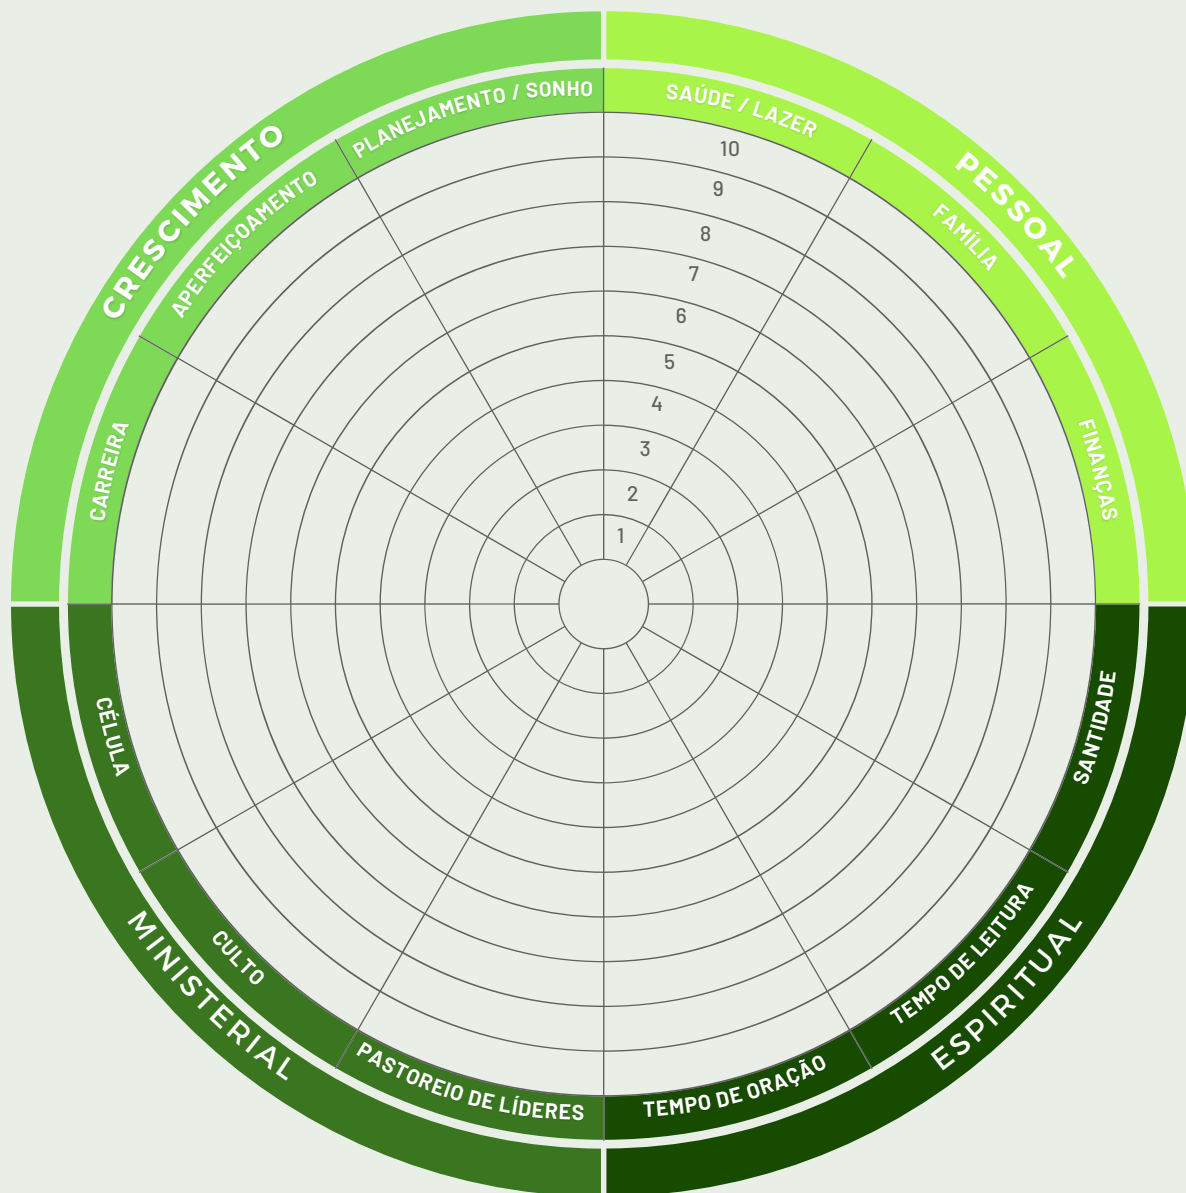 CRESCIMENTO
PESSOAL
PLANEJAMENTO / SONHO
SAÚDE / LAZER
APERFEIÇOAMENTO
FAMÍLIA
CARREIRA
FINANÇAS
10
9
8
7
6
5
4
3
2
1
CÉLULA
SANTIDADE
CULTO
TEMPO DE LEITURA
PASTOREIO DE LÍDERES
TEMPO DE ORAÇÃO
MINISTERIAL
ESPIRITUAL